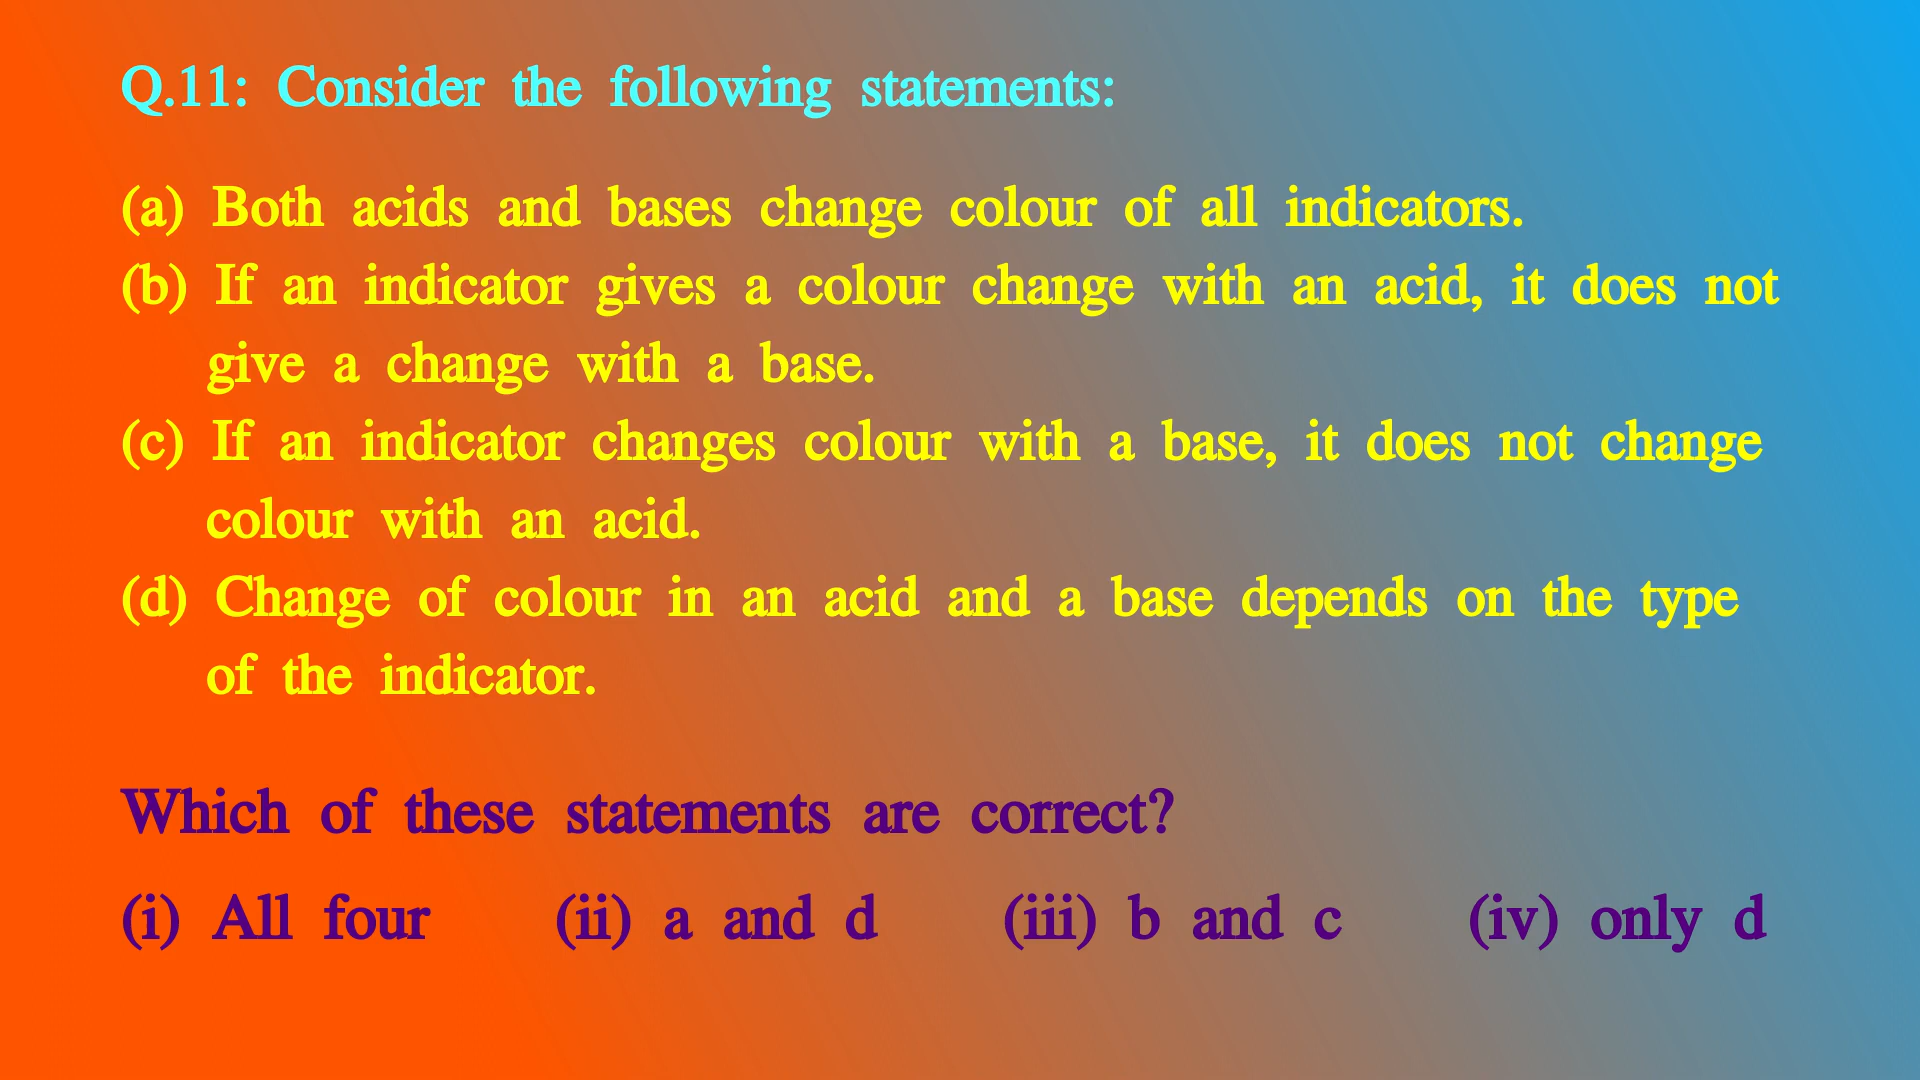 Q.11: Consider the following statements:
(a) Both acids and bases change colour of all indicators.
(b) If an indicator gives a colour change with an acid, it does not
give a change with a base.
(c) If an indicator changes colour with a base, it does not change
colour with an acid.
(d) Change of colour in an acid and a base depends on the type
of the indicator.
Which of these statements are correct?
(i) All four (ii) a and d (iii) b and c (iv) only d